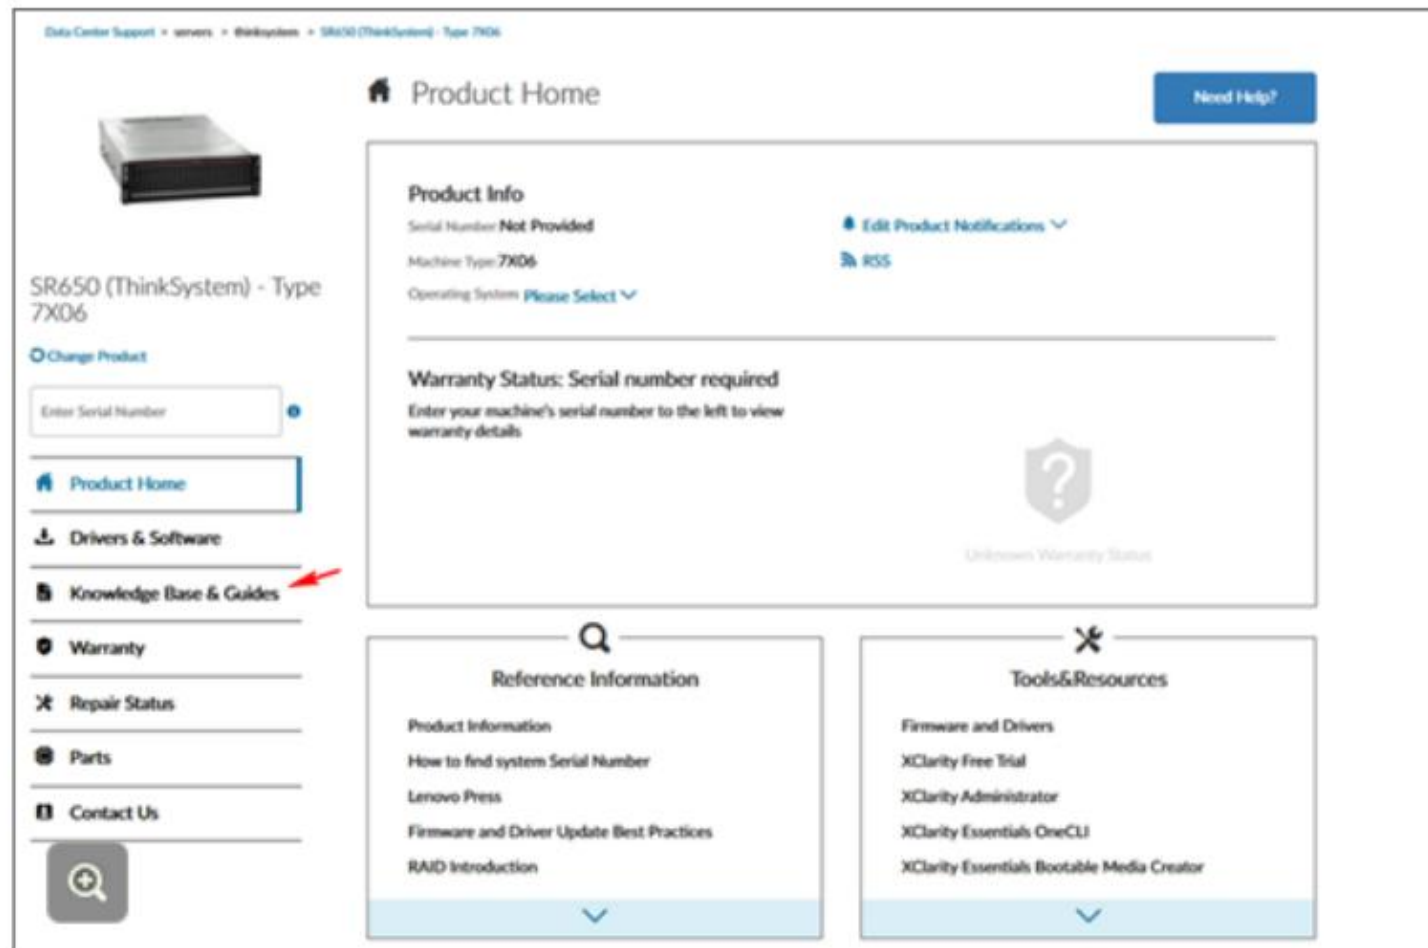 Data Center Support > servers > thinksystem > SR650 (ThinkSystem) - Type 7X06
Product Home
Need Help?
SR650 (ThinkSystem) - Type
7X06
Change Product
Enter Serial Number
Product Home
Drivers & Software
Knowledge Base & Guides
Warranty
Repair Status
Parts
Contact Us
Product Info
Serial Number: Not Provided
Edit Product Notifications
Machine Type: 7X06
RSS
Operating System: Please Select
Warranty Status: Serial number required
Enter your machine's serial number to the left to view
warranty details
Unknown Warranty Status
Reference Information
Product Information
How to find system Serial Number
Lenovo Press
Firmware and Driver Update Best Practices
RAID Introduction
Tools&Resources
Firmware and Drivers
XClarity Free Trial
XClarity Administrator
XClarity Essentials OneCLI
XClarity Essentials Bootable Media Creator